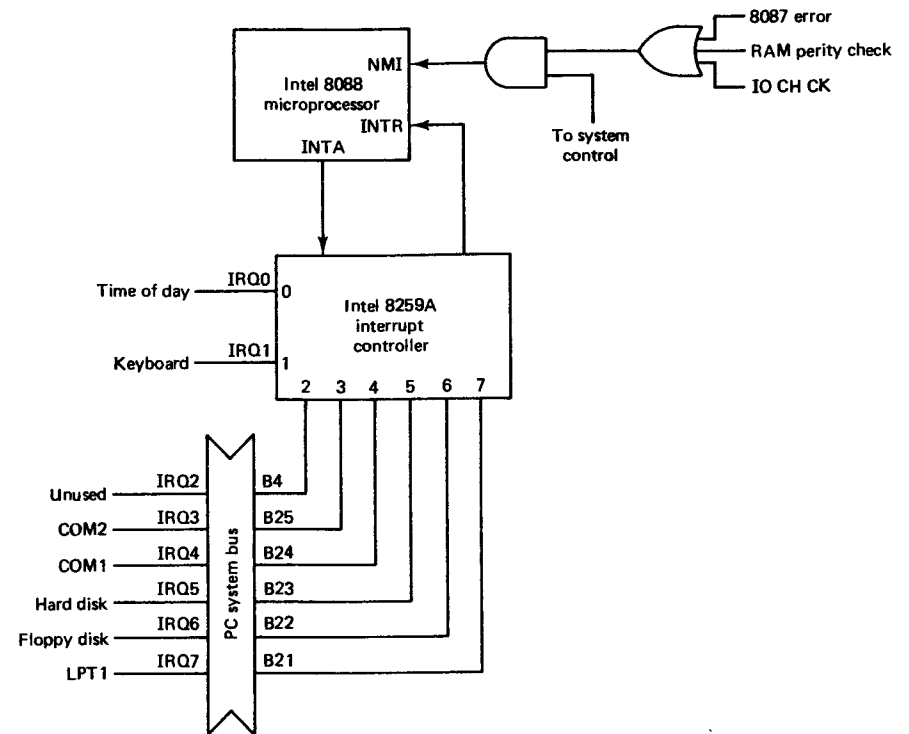 8087 error
RAM perity check
IO CH CK
To system
control
NMI
Intel 8088
microprocessor
INTR
INTA
Time of day
IRQ0
0
Intel 8259A
interrupt
controller
Keyboard
IRQ1
1
2 3 4 5 6 7
Unused IRQ2 B4
COM2 IRQ3 B25
COM1 IRQ4 B24
Hard disk IRQ5 B23
Floppy disk IRQ6 B22
LPT1 IRQ7 B21
PC system bus